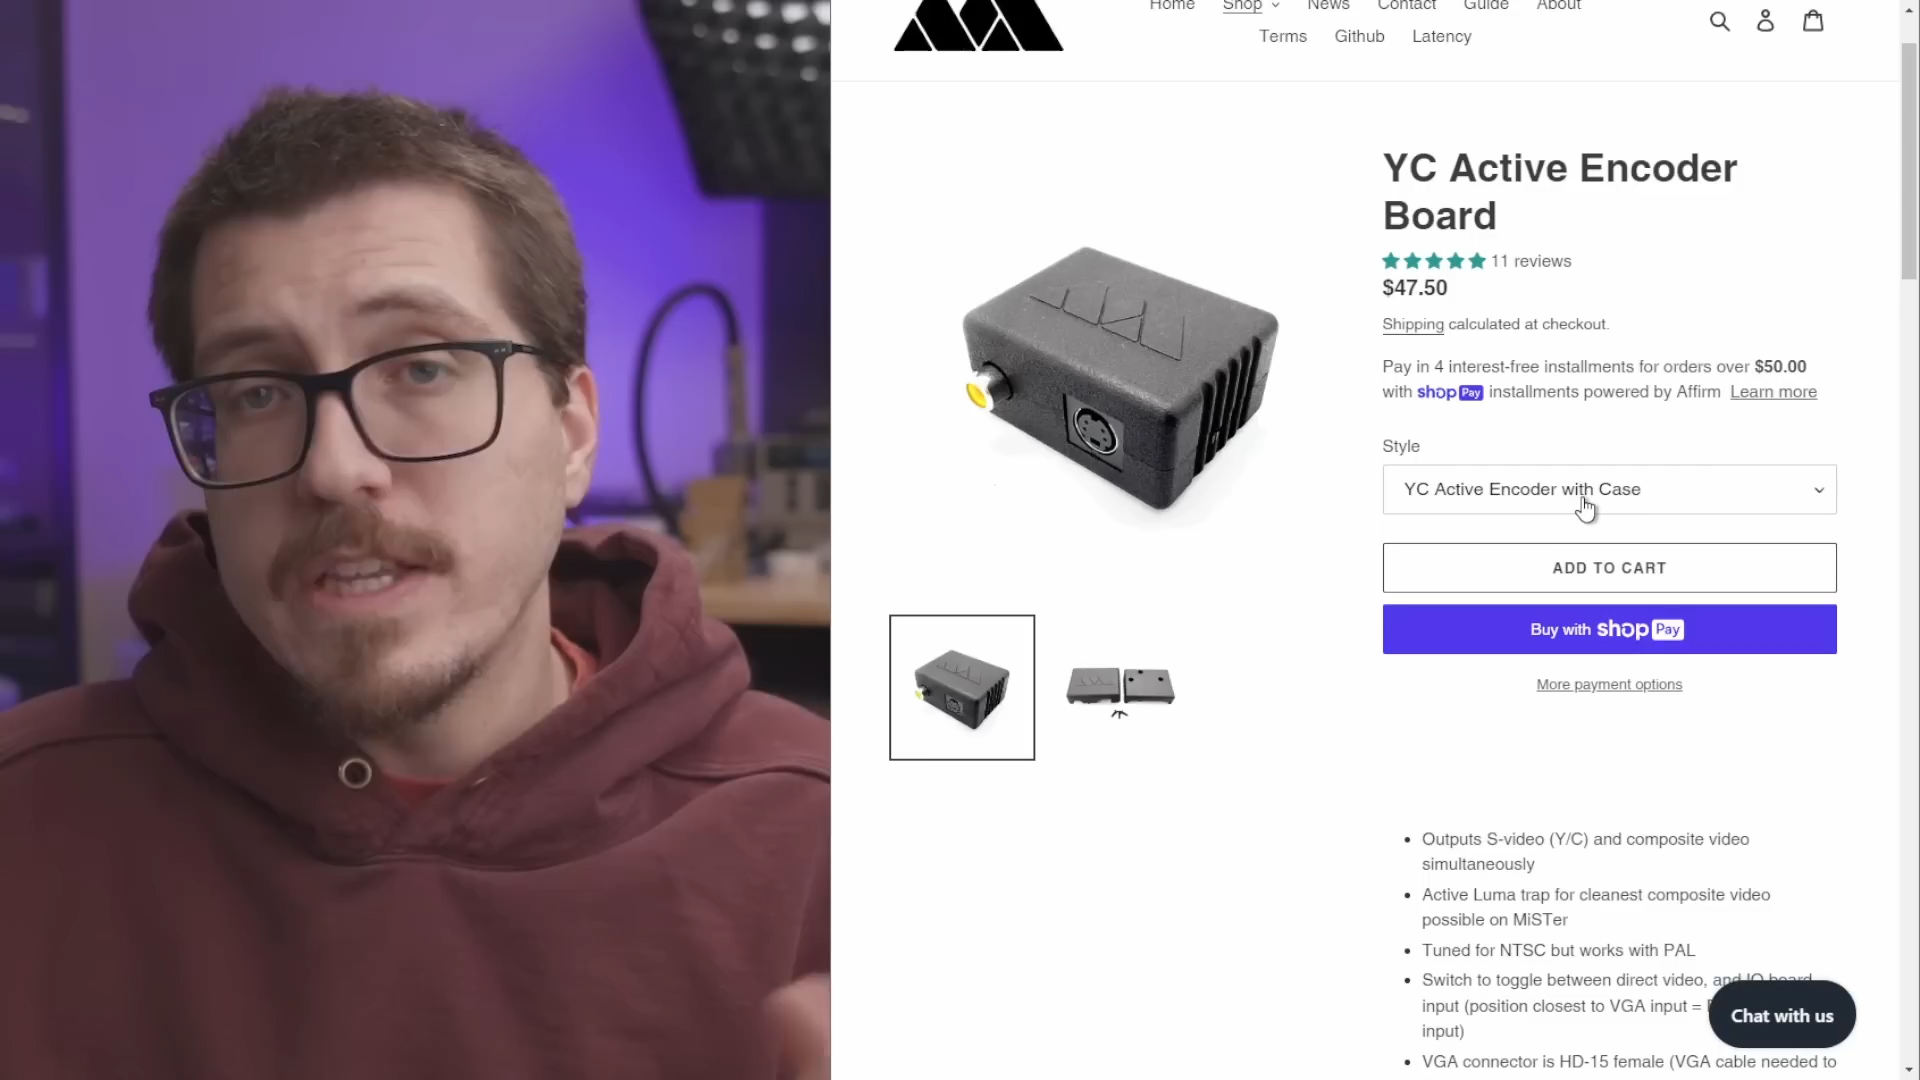 Home Shop News Contact Guide About
Terms Github Latency
YC Active Encoder
Board
11 reviews
$47.50
Shipping calculated at checkout.
Pay in 4 interest-free installments for orders over $50.00
with shop Pay installments powered by Affirm Learn more
Style
YC Active Encoder with Case
ADD TO CART
Buy with shop Pay
More payment options
• Outputs S-video (Y/C) and composite video
simultaneously
• Active Luma trap for cleanest composite video
possible on MiSTer
• Tuned for NTSC but works with PAL
• Switch to toggle between direct video, and IO board
input (position closest to VGA input =
input)
• VGA connector is HD-15 female (VGA cable needed to
Chat with us